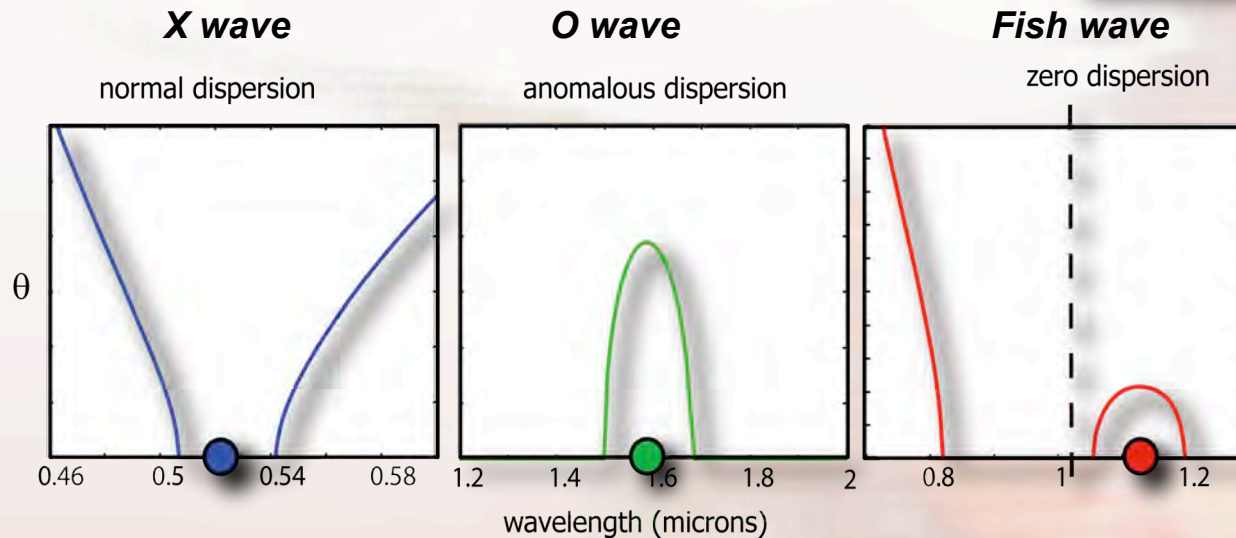 X wave
normal dispersion
O wave
anomalous dispersion
Fish wave
zero dispersion
θ
0.46 0.5 0.54 0.58
1.2 1.4 1.6 1.8 2
0.8 1 1.2
wavelength (microns)